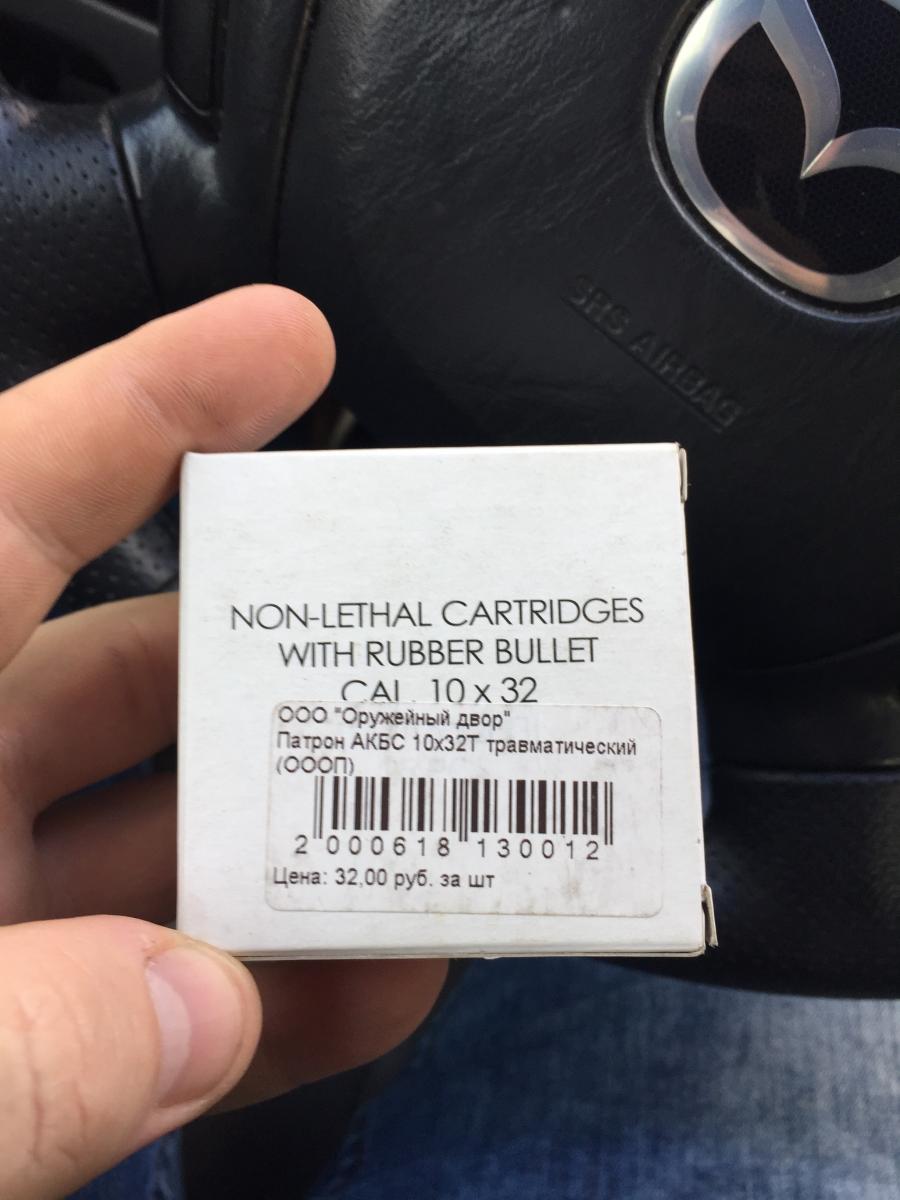 SRS AIRBAG
NON-LETHAL CARTRIDGES
WITH RUBBER BULLET
CAL. 10 x 32
ООО "Оружейный двор"
Патрон АКБС 10х32Т травматический
(ОООП)
2 000618 130012
Цена: 32,00 руб. за шт